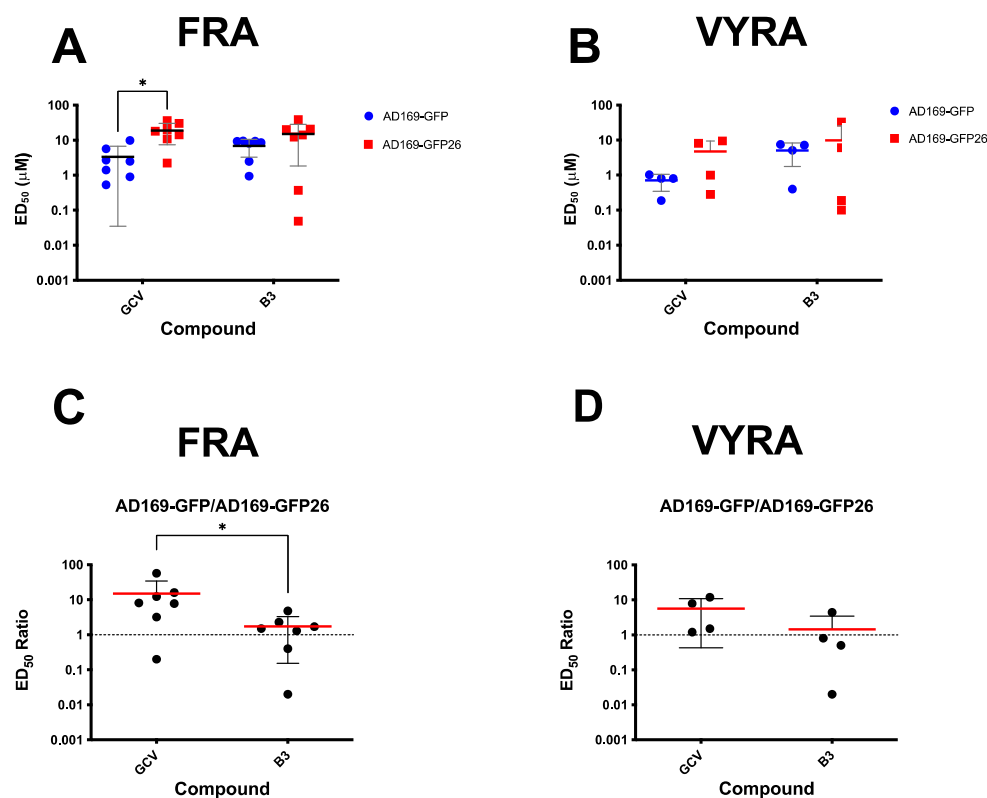 A
FRA
*
100
10
1
0.1
0.01
0.001
ED50 (µM)
GCV
B3
Compound
AD169-GFP
AD169-GFP26
B
VYRA
100
10
1
0.1
0.01
0.001
ED50 (µM)
GCV
B3
Compound
AD169-GFP
AD169-GFP26
C
FRA
AD169-GFP/AD169-GFP26
*
100
10
1
0.1
0.01
0.001
ED50 Ratio
GCV
B3
Compound
D
VYRA
AD169-GFP/AD169-GFP26
100
10
1
0.1
0.01
0.001
ED50 Ratio
GCV
B3
Compound